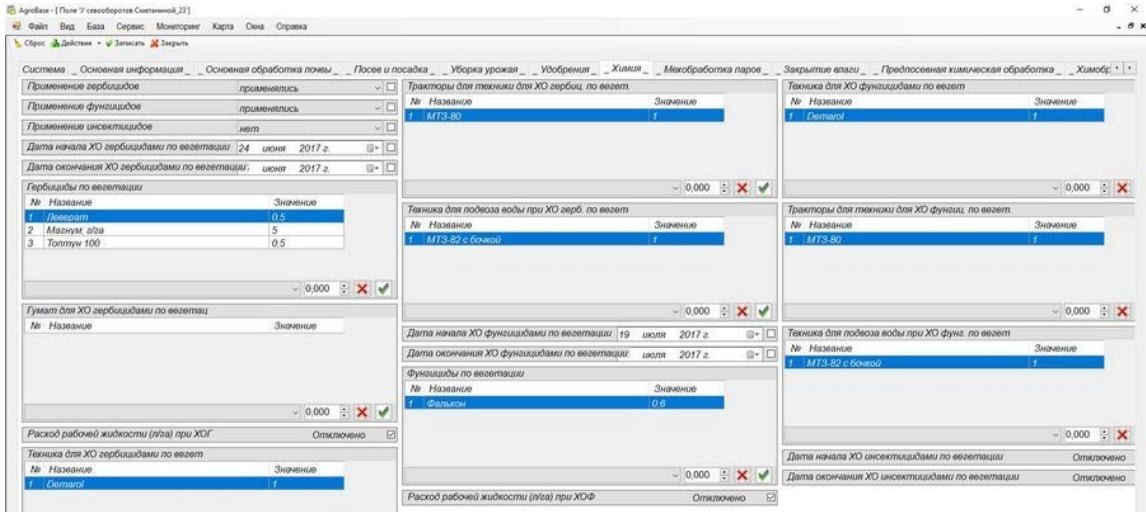 AgroBase - [ Поле 'У севооборотов Сметаниной_23']
Файл Вид База Сервис Мониторинг Карта Окна Справка
Сброс Действия Записать Закрыть
Система _ Основная информация _ _ Основная обработка почвы _ _ Посев и посадка _ _ Уборка урожая _ _ Удобрения _ _ Химия _ _ Мехобработка паров _ _ Закрытие влаги _ _ Предпосевная химическая обработка _ _ Химобр
Применение гербицидов применялись
Применение фунгицидов применялись
Применение инсектицидов нет
Дата начала ХО гербицидами по вегетации 24 июня 2017 г.
Дата окончания ХО гербицидами по вегетации июня 2017 г.
Гербициды по вегетации
№ Название Значение
1 Леверат 0,5
2 Магнум, г/га 5
3 Топтун 100 0,5
0,000
Гумат для ХО гербицидами по вегетац
№ Название Значение
0,000
Расход рабочей жидкости (л/га) при ХОГ Отключено
Техника для ХО гербицидами по вегет
№ Название Значение
1 Demarol 1
Тракторы для техники для ХО гербиц. по вегет.
№ Название Значение
1 МТЗ-80 1
0,000
Техника для подвоза воды при ХО герб. по вегет
№ Название Значение
1 МТЗ-82 с бочкой 1
0,000
Дата начала ХО фунгицидами по вегетации 19 июля 2017 г.
Дата окончания ХО фунгицидами по вегетации июля 2017 г.
Фунгициды по вегетации
№ Название Значение
1 Фалькон 0,6
0,000
Расход рабочей жидкости (л/га) при ХОФ Отключено
Техника для ХО фунгицидами по вегет
№ Название Значение
1 Demarol 1
0,000
Тракторы для техники для ХО фунгиц. по вегет.
№ Название Значение
1 МТЗ-80 1
0,000
Техника для подвоза воды при ХО фунг. по вегет
№ Название Значение
1 МТЗ-82 с бочкой 1
0,000
Дата начала ХО инсектицидами по вегетации Отключено
Дата окончания ХО инсектицидами по вегетации Отключено